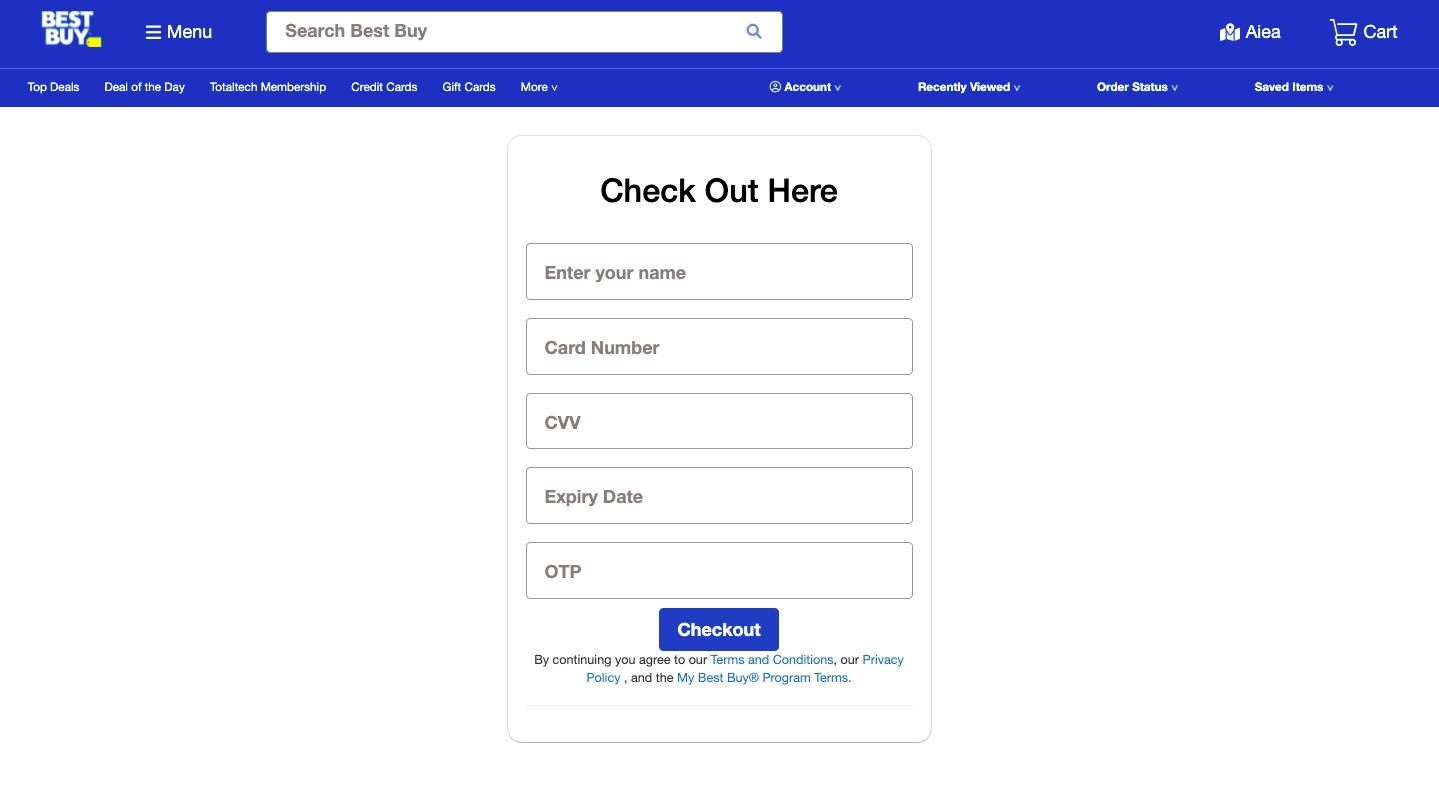 BEST
BUY
Menu
Search Best Buy
Aiea
Cart
Top Deals
Deal of the Day
Totaltech Membership
Credit Cards
Gift Cards
More v
Account v
Recently Viewed v
Order Status v
Saved Items v
Check Out Here
Enter your name
Card Number
CVV
Expiry Date
OTP
Checkout
By continuing you agree to our Terms and Conditions, our Privacy
Policy , and the My Best Buy® Program Terms.